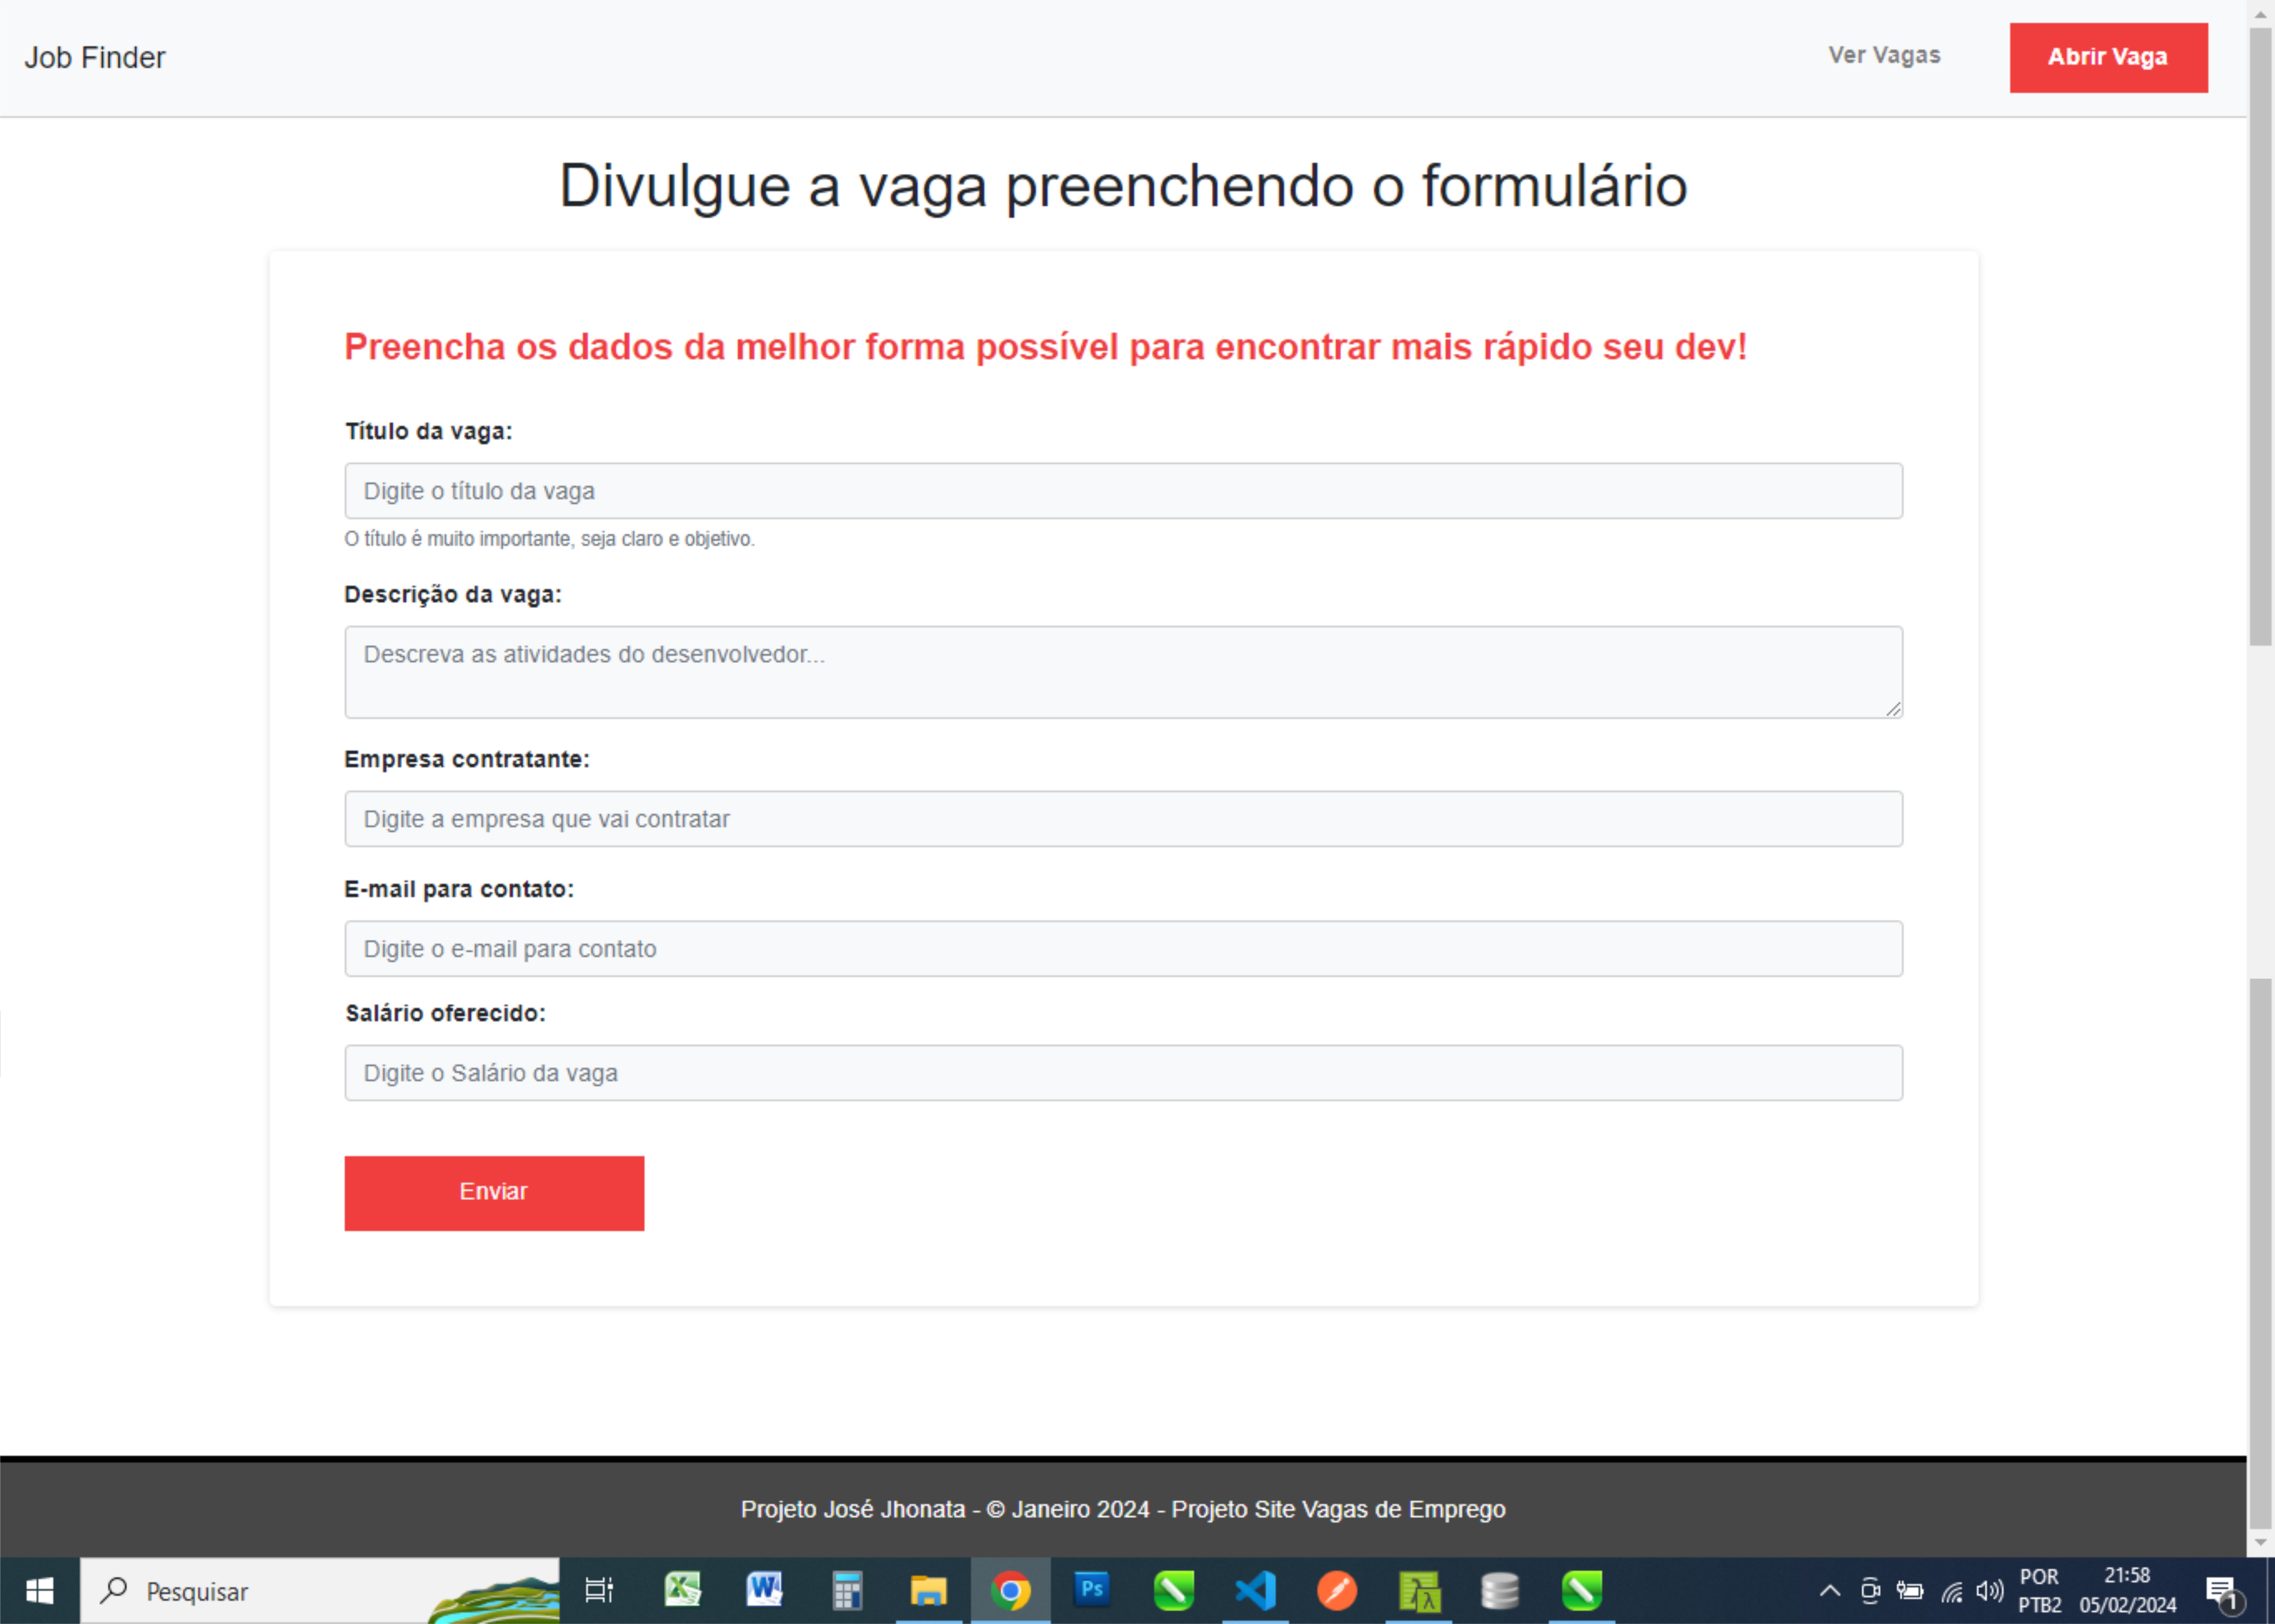 Job Finder
Ver Vagas
Abrir Vaga
Divulgue a vaga preenchendo o formulário
Preencha os dados da melhor forma possível para encontrar mais rápido seu dev!
Título da vaga:
Digite o título da vaga
O título é muito importante, seja claro e objetivo.
Descrição da vaga:
Descreva as atividades do desenvolvedor...
Empresa contratante:
Digite a empresa que vai contratar
E-mail para contato:
Digite o e-mail para contato
Salário oferecido:
Digite o Salário da vaga
Enviar
Projeto José Jhonata - © Janeiro 2024 - Projeto Site Vagas de Emprego
Pesquisar
Ps
POR
PTB2
21:58
05/02/2024
1